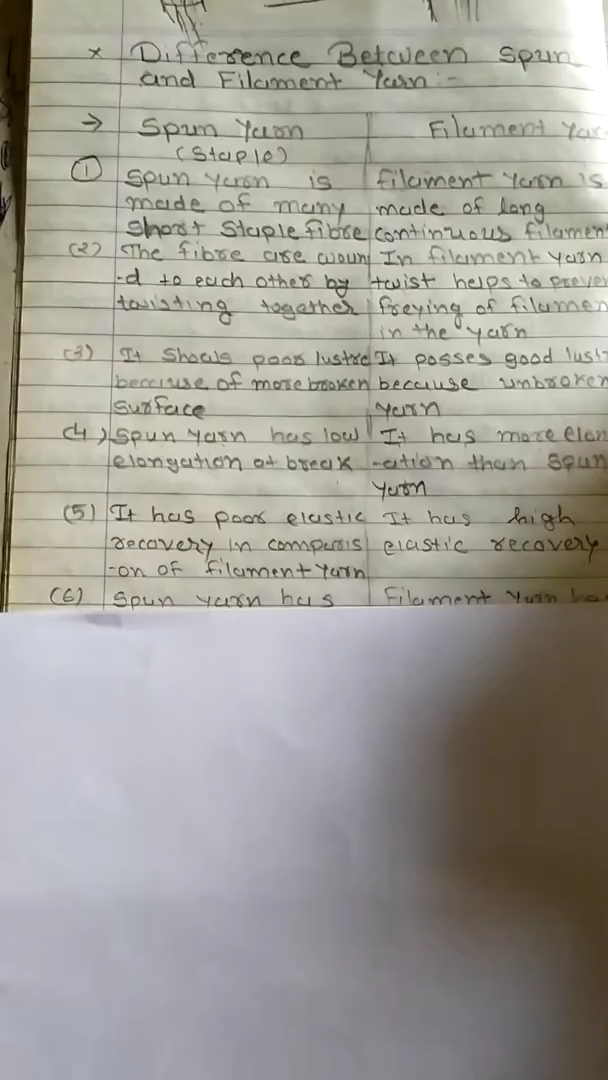 x Difference Between Spun
and Filament Yarn :-
→ Spun Yarn | Filament
(Staple)
① Spun yarn is | filament Yarn is
made of many | made of long
short Staple fibre | continuous filamen
(2) The fibre are woun | In filament yarn
-d to each other by | twist helps to preve
twisting together | freying of filamen
in the yarn
(3) It Shows poor lustre | It posses good lust
because of more broken | because unbroken
surface | yarn
(4) Spun yarn has low | It has more elon
elongation at break | -ation than Spun
Yarn
(5) It has poor elastic | It has high
recovery in comparis | elastic recovery
-on of filament yarn
(6) Spun yarn has | Filament Yarn ha